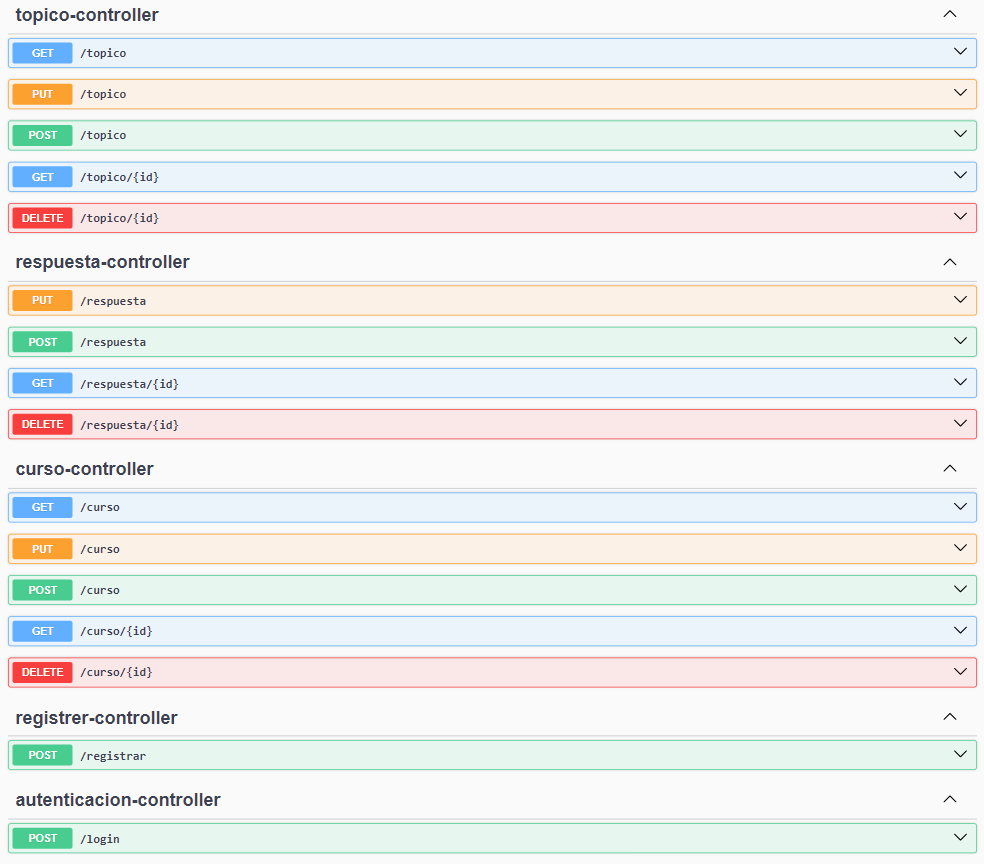 topico-controller
GET /topico
PUT /topico
POST /topico
GET /topico/{id}
DELETE /topico/{id}
respuesta-controller
PUT /respuesta
POST /respuesta
GET /respuesta/{id}
DELETE /respuesta/{id}
curso-controller
GET /curso
PUT /curso
POST /curso
GET /curso/{id}
DELETE /curso/{id}
registrer-controller
POST /registrar
autenticacion-controller
POST /login